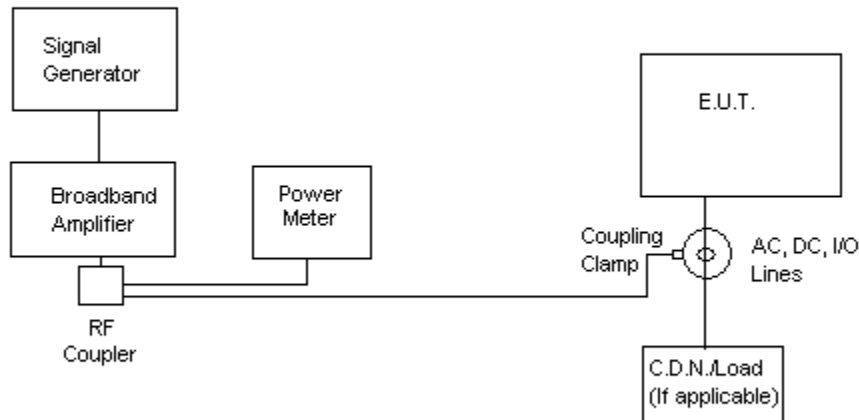 Signal
Generator
Broadband
Amplifier
Power
Meter
RF
Coupler
E.U.T.
Coupling
Clamp
AC, DC, I/O
Lines
C.D.N./Load
(If applicable)